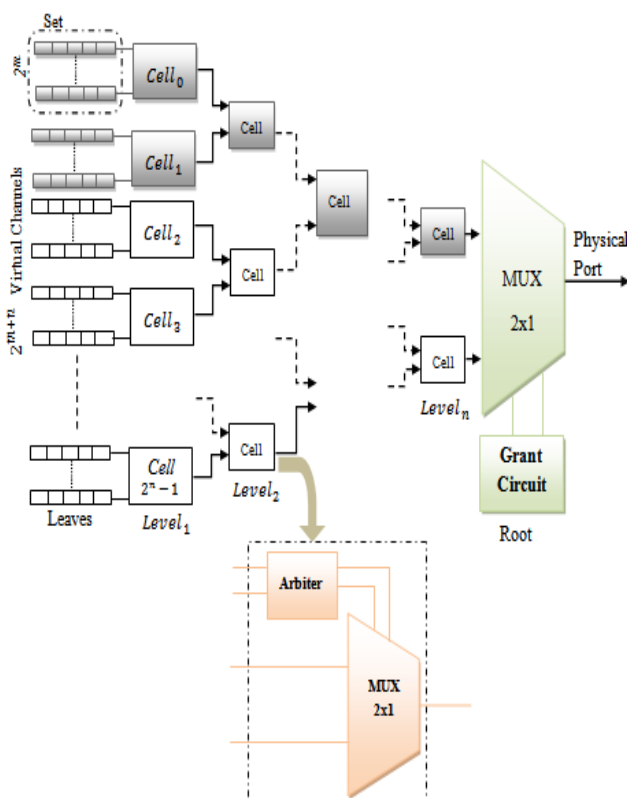 Set
2^m
Cell_0
Cell
Cell_1
Cell
Virtual Channels
Cell_2
Cell
Physical
Port
MUX
2x1
Cell
Cell_3
2^{m+n}
Cell
Level_n
Cell
Cell
2^n − 1
Level_2
Grant
Circuit
Leaves
Level_1
Root
Arbiter
MUX
2x1